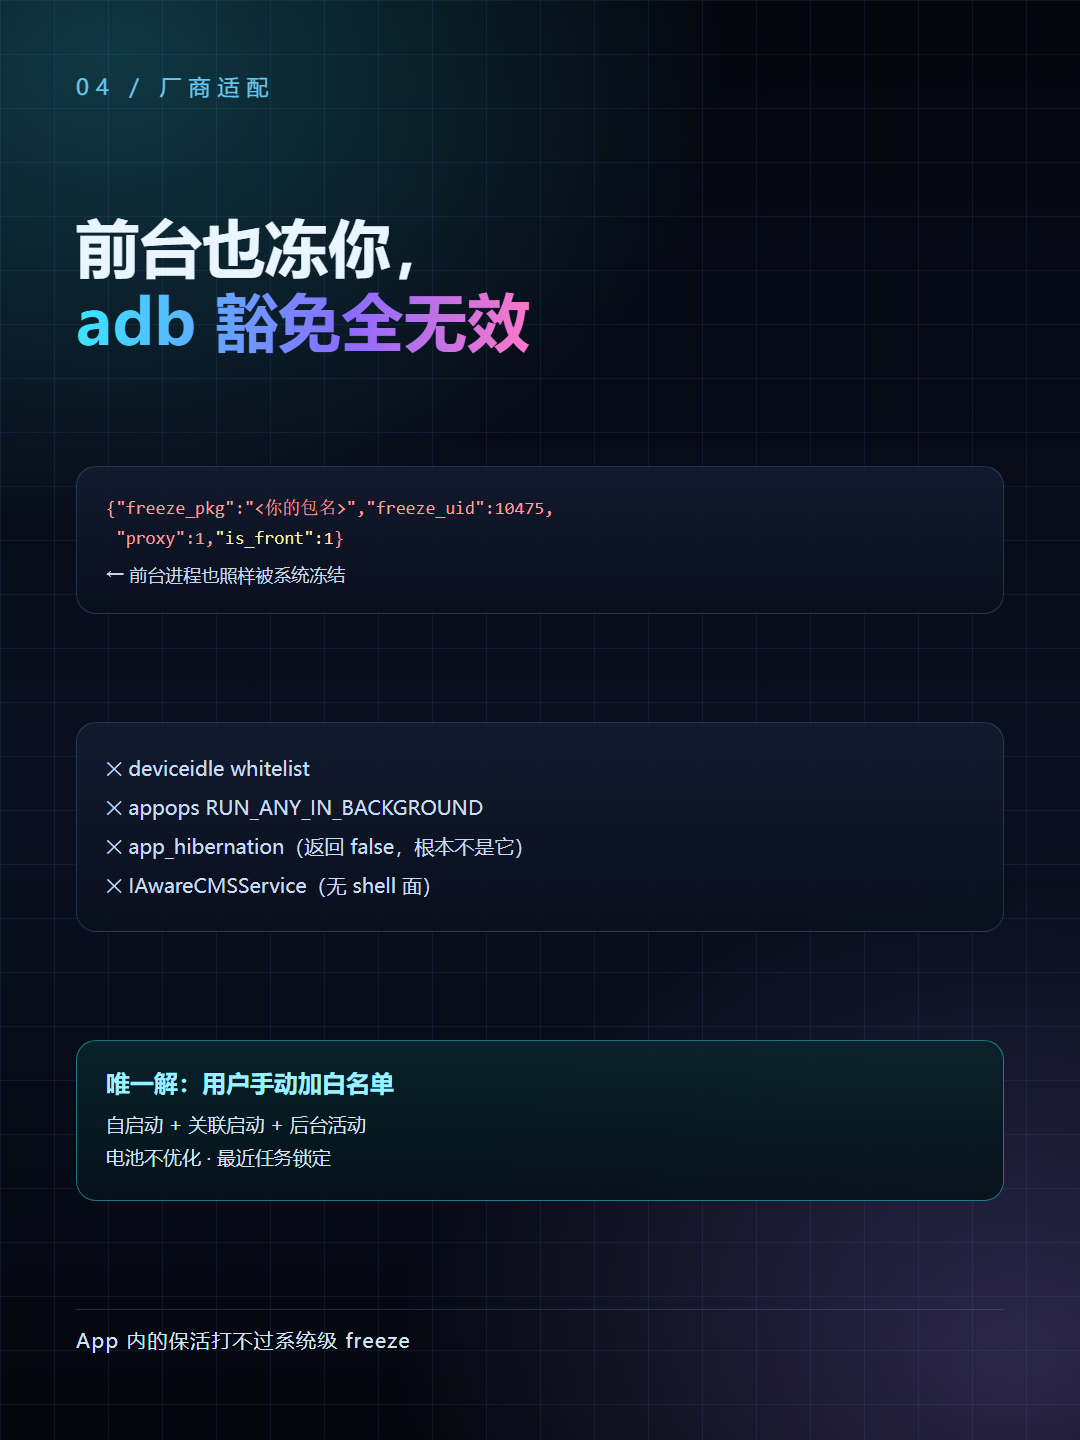 04 / 厂商适配
前台也冻你，
adb 豁免全无效
{"freeze_pkg":"<你的包名>","freeze_uid":10475,
"proxy":1,"is_front":1}
← 前台进程也照样被系统冻结
✕ deviceidle whitelist
✕ appops RUN_ANY_IN_BACKGROUND
✕ app_hibernation（返回 false，根本不是它）
✕ IAwareCMSService（无 shell 面）
唯一解：用户手动加白名单
自启动 + 关联启动 + 后台活动
电池不优化 · 最近任务锁定
App 内的保活打不过系统级 freeze